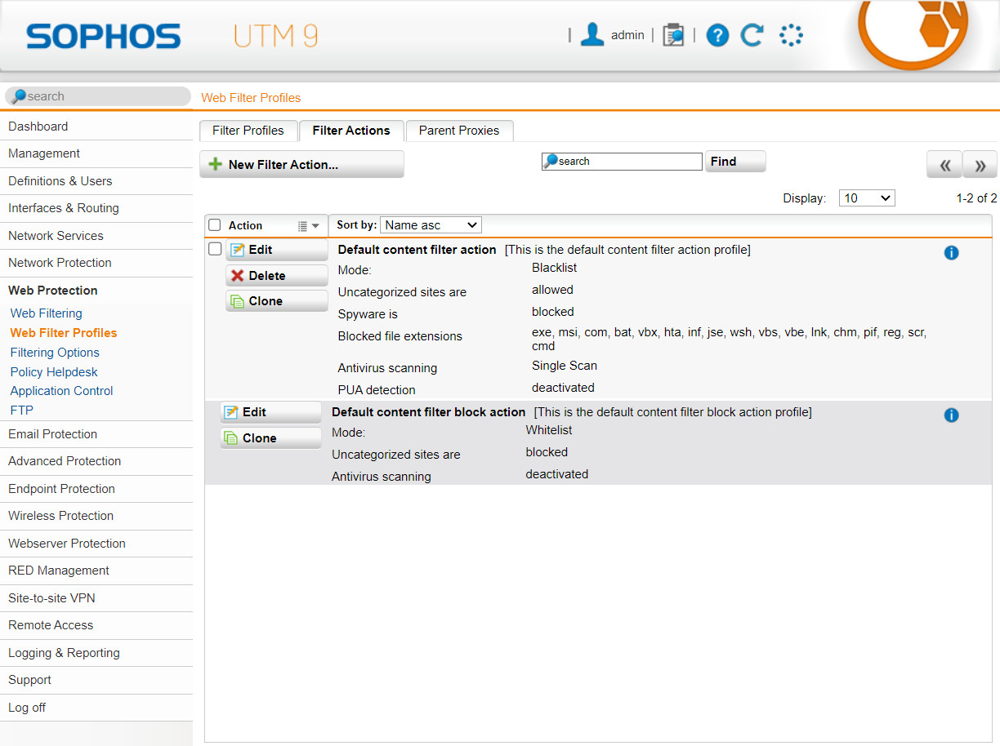 SOPHOS UTM 9
| admin | | ?
search
Web Filter Profiles
Dashboard
Management
Definitions & Users
Interfaces & Routing
Network Services
Network Protection
Web Protection
Web Filtering
Web Filter Profiles
Filtering Options
Policy Helpdesk
Application Control
FTP
Email Protection
Advanced Protection
Endpoint Protection
Wireless Protection
Webserver Protection
RED Management
Site-to-site VPN
Remote Access
Logging & Reporting
Support
Log off
Filter Profiles Filter Actions Parent Proxies
New Filter Action... search Find « »
Display: 10 1-2 of 2
Action Sort by: Name asc
Edit Default content filter action [This is the default content filter action profile]
Mode: Blacklist
Delete
Uncategorized sites are allowed
Clone
Spyware is blocked
Blocked file extensions exe, msi, com, bat, vbx, hta, inf, jse, wsh, vbs, vbe, lnk, chm, pif, reg, scr,
cmd
Antivirus scanning Single Scan
PUA detection deactivated
Edit Default content filter block action [This is the default content filter block action profile]
Mode: Whitelist
Clone
Uncategorized sites are blocked
Antivirus scanning deactivated